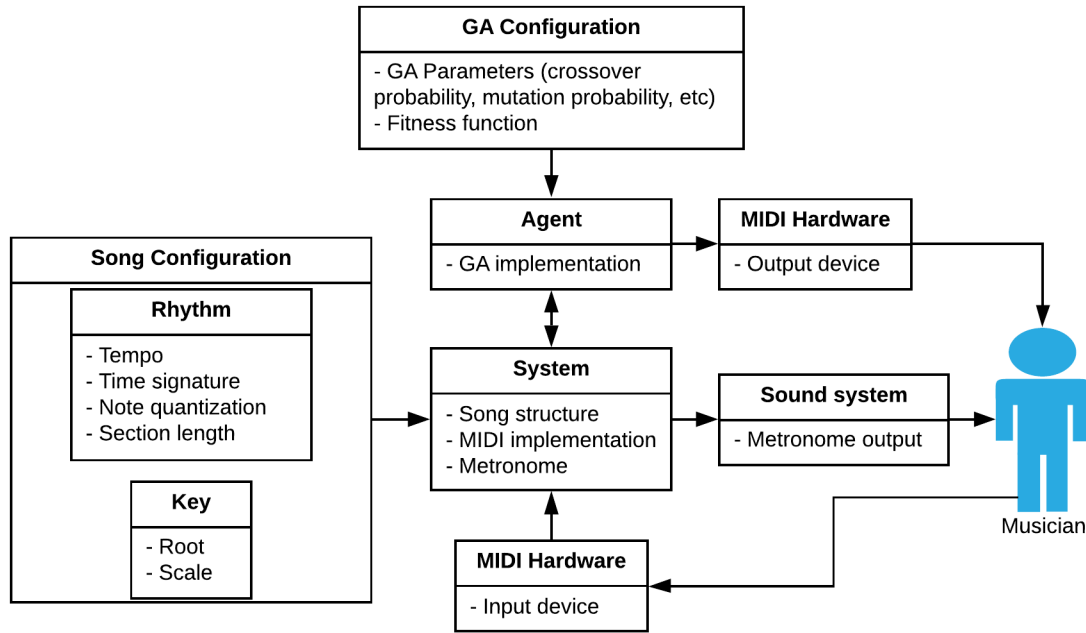 GA Configuration
- GA Parameters (crossover
probability, mutation probability, etc)
- Fitness function
Agent
- GA implementation
MIDI Hardware
- Output device
Song Configuration
Rhythm
- Tempo
- Time signature
- Note quantization
- Section length
Key
- Root
- Scale
System
- Song structure
- MIDI implementation
- Metronome
Sound system
- Metronome output
Musician
MIDI Hardware
- Input device